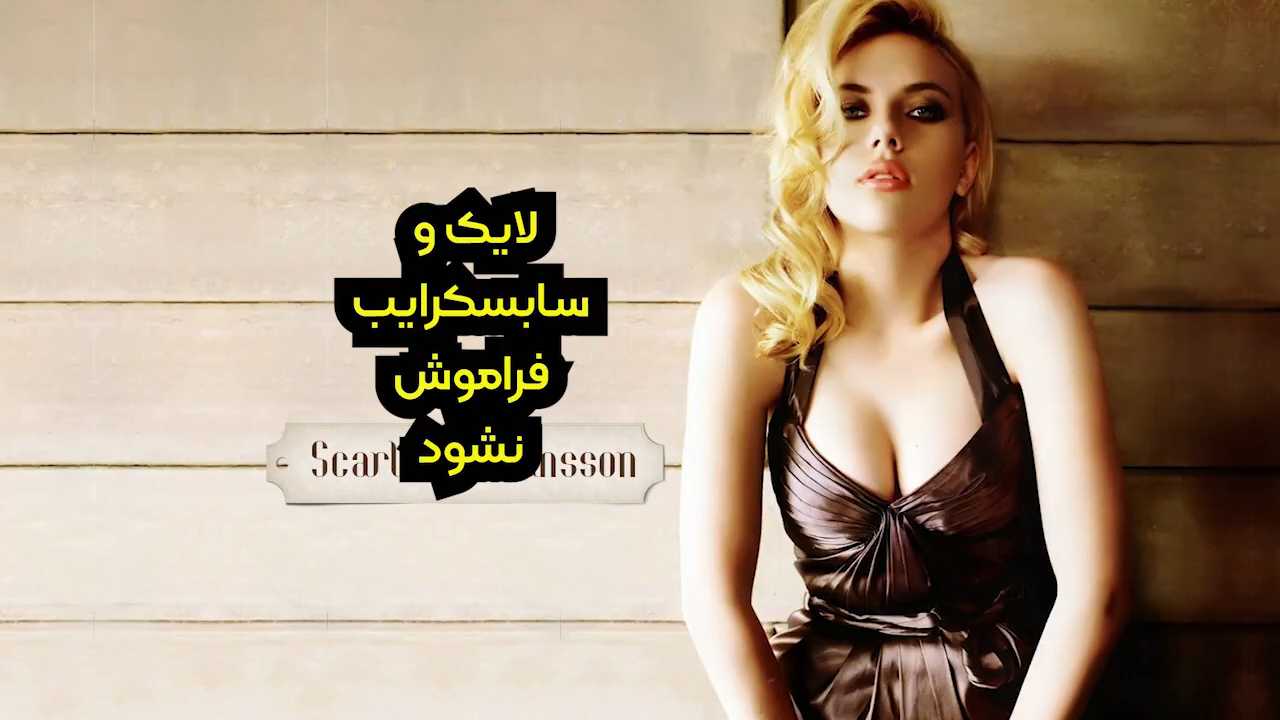 لایک و
سابسکرایب
فراموش
نشود